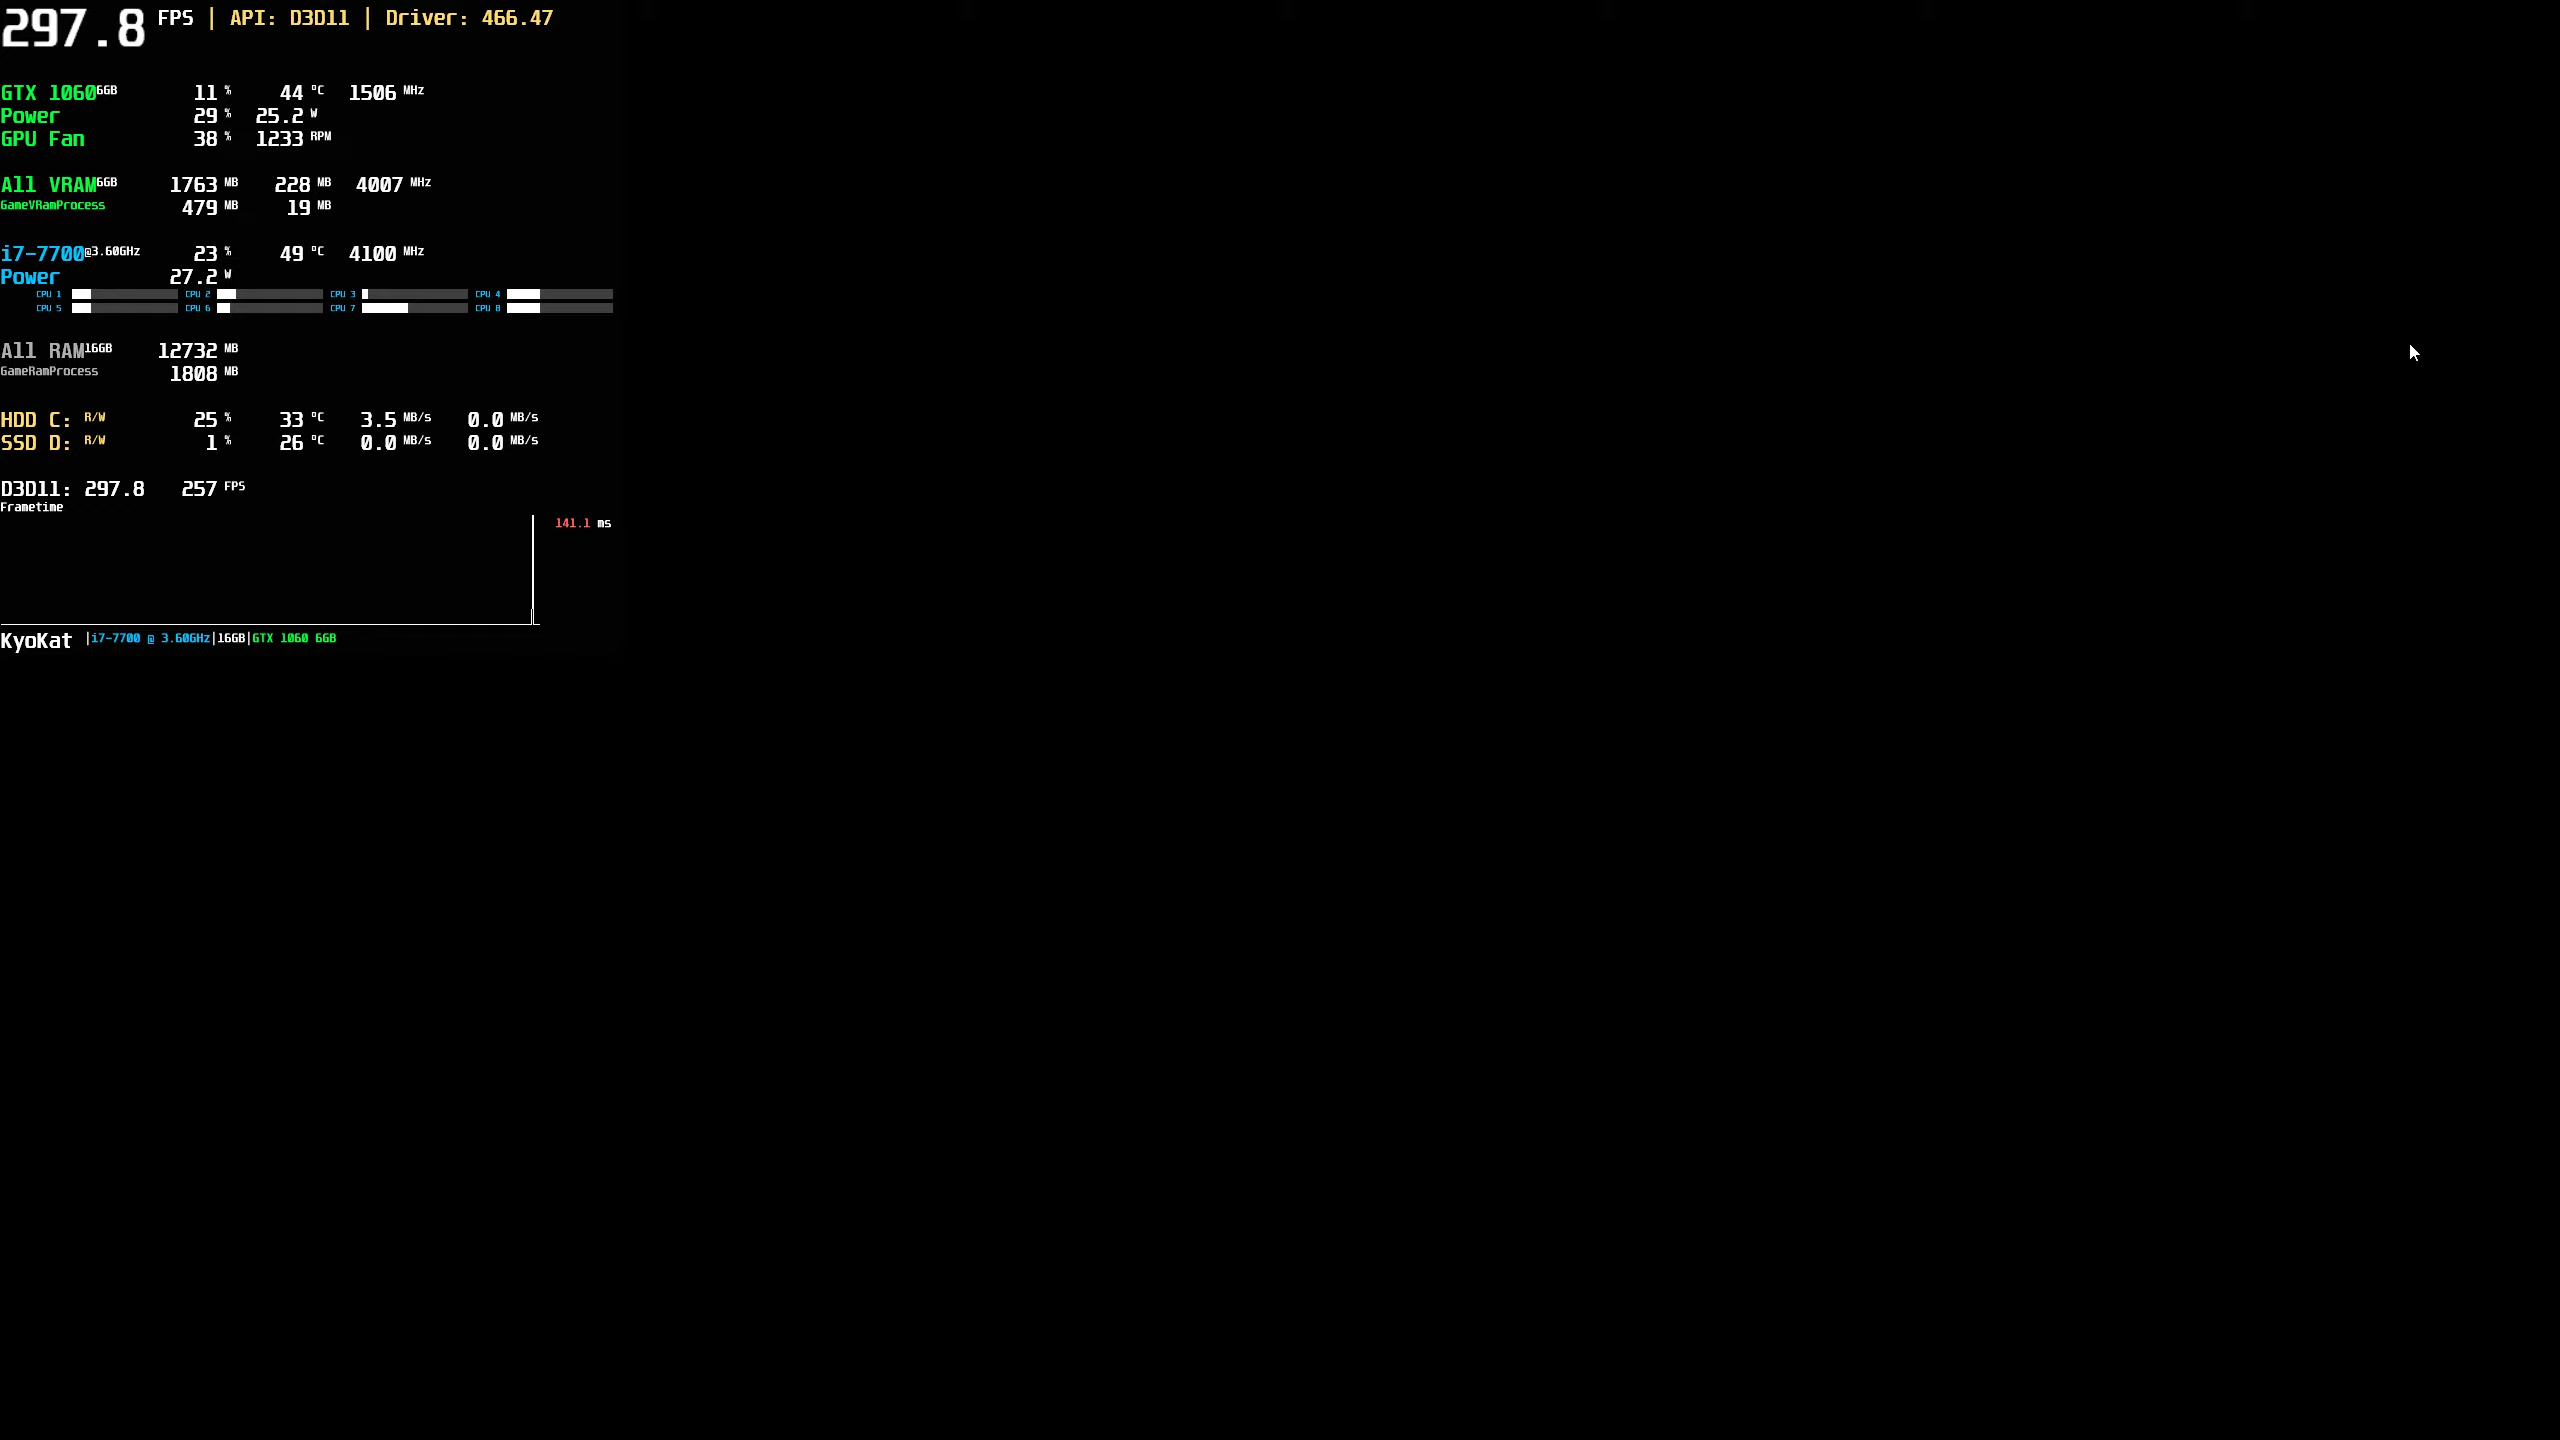 297.8 FPS | API: D3D11 | Driver: 466.47
GTX 1060 6GB 11 % 44 °C 1506 MHz
Power 29 % 25.2 W
GPU Fan 38 % 1233 RPM
All VRAM 6GB 1763 MB 228 MB 4007 MHz
GameVRamProcess 479 MB 19 MB
i7-7700 @3.60GHz 23 % 49 °C 4100 MHz
Power 27.2 W
CPU 1 CPU 2 CPU 3 CPU 4
CPU 5 CPU 6 CPU 7 CPU 8
All RAM 16GB 12732 MB
GameRamProcess 1808 MB
HDD C: R/W 25 % 33 °C 3.5 MB/s 0.0 MB/s
SSD D: R/W 1 % 26 °C 0.0 MB/s 0.0 MB/s
D3D11: 297.8 257 FPS
Frametime
141.1 ms
KyoKat |i7-7700 @ 3.60GHz|16GB|GTX 1060 6GB